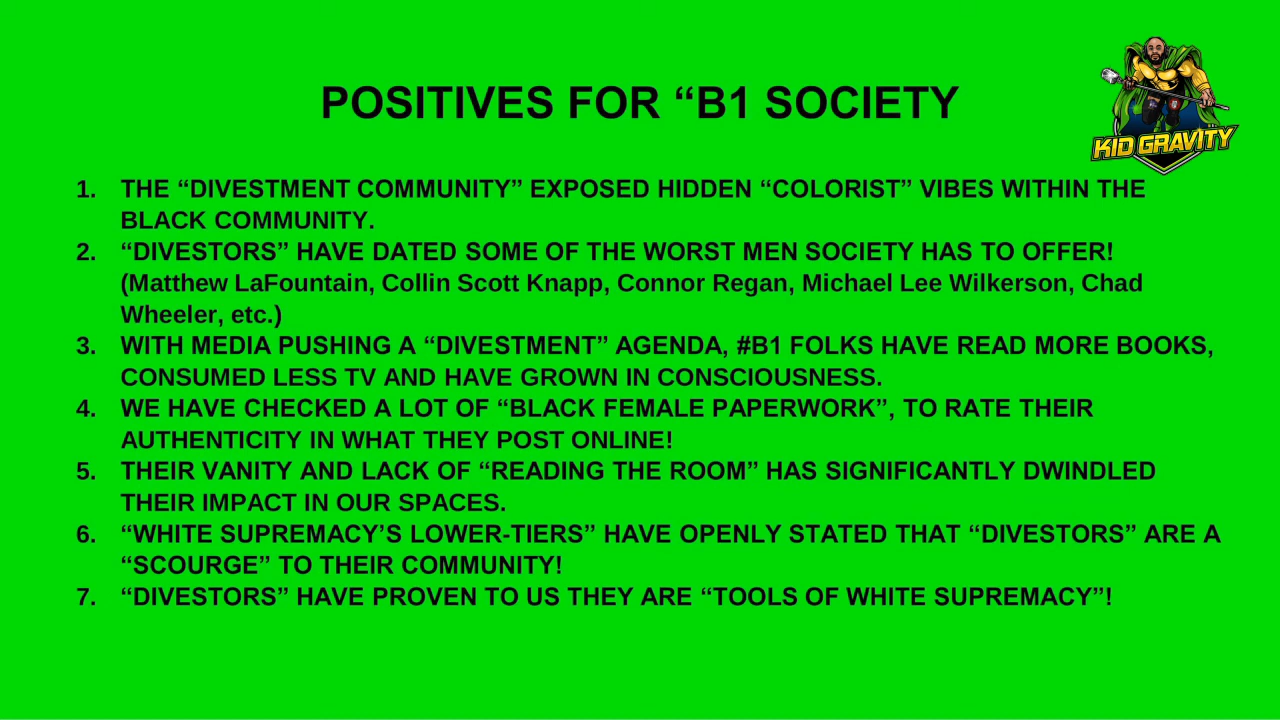 POSITIVES FOR “B1 SOCIETY
KID GRAVITY
1. THE “DIVESTMENT COMMUNITY” EXPOSED HIDDEN “COLORIST” VIBES WITHIN THE
BLACK COMMUNITY.
2. “DIVESTORS” HAVE DATED SOME OF THE WORST MEN SOCIETY HAS TO OFFER!
(Matthew LaFountain, Collin Scott Knapp, Connor Regan, Michael Lee Wilkerson, Chad
Wheeler, etc.)
3. WITH MEDIA PUSHING A “DIVESTMENT” AGENDA, #B1 FOLKS HAVE READ MORE BOOKS,
CONSUMED LESS TV AND HAVE GROWN IN CONSCIOUSNESS.
4. WE HAVE CHECKED A LOT OF “BLACK FEMALE PAPERWORK”, TO RATE THEIR
AUTHENTICITY IN WHAT THEY POST ONLINE!
5. THEIR VANITY AND LACK OF “READING THE ROOM” HAS SIGNIFICANTLY DWINDLED
THEIR IMPACT IN OUR SPACES.
6. “WHITE SUPREMACY’S LOWER-TIERS” HAVE OPENLY STATED THAT “DIVESTORS” ARE A
“SCOURGE” TO THEIR COMMUNITY!
7. “DIVESTORS” HAVE PROVEN TO US THEY ARE “TOOLS OF WHITE SUPREMACY”!